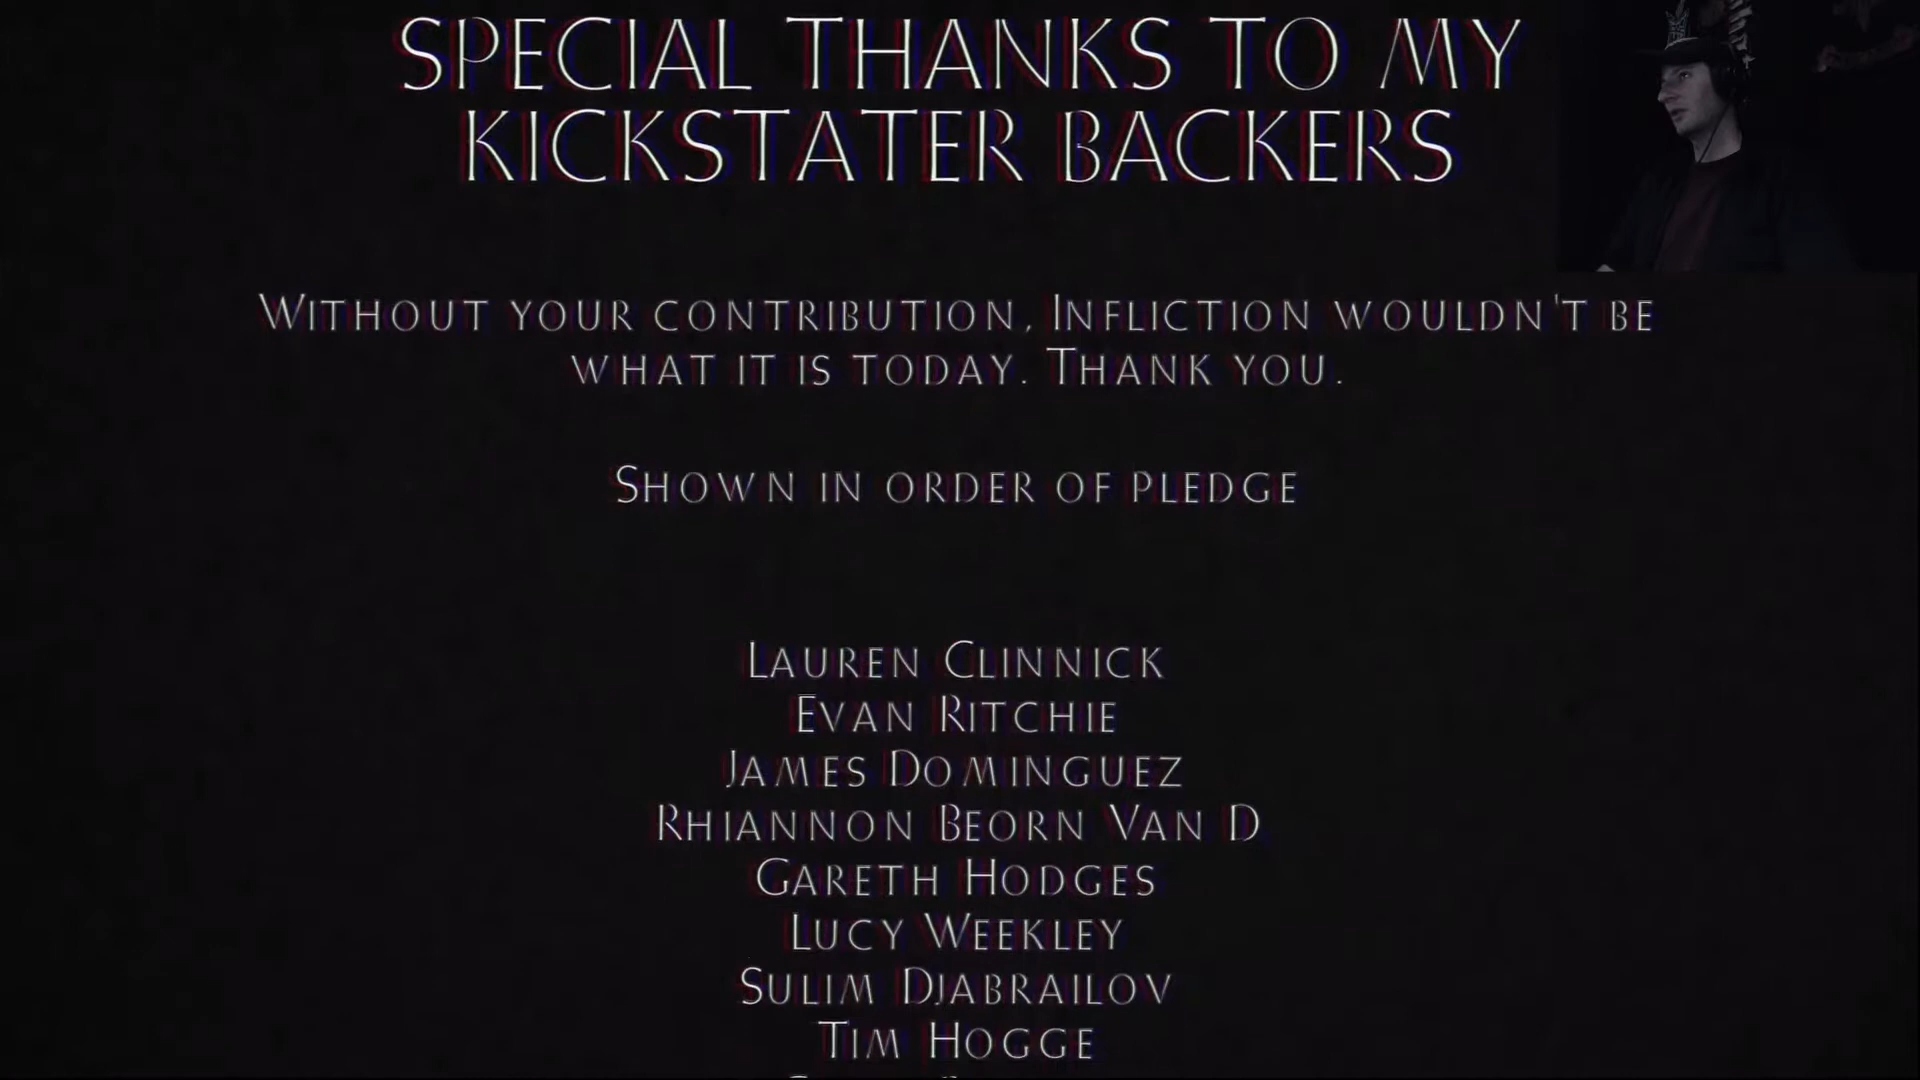 SPECIAL THANKS TO MY
KICKSTATER BACKERS
WITHOUT YOUR CONTRIBUTION, INFLICTION WOULDN'T BE
WHAT IT IS TODAY. THANK YOU.
SHOWN IN ORDER OF PLEDGE
LAUREN CLINNICK
EVAN RITCHIE
JAMES DOMINGUEZ
RHIANNON BEORN VAN D
GARETH HODGES
LUCY WEEKLEY
SULIM DJABRAILOV
TIM HOGGE